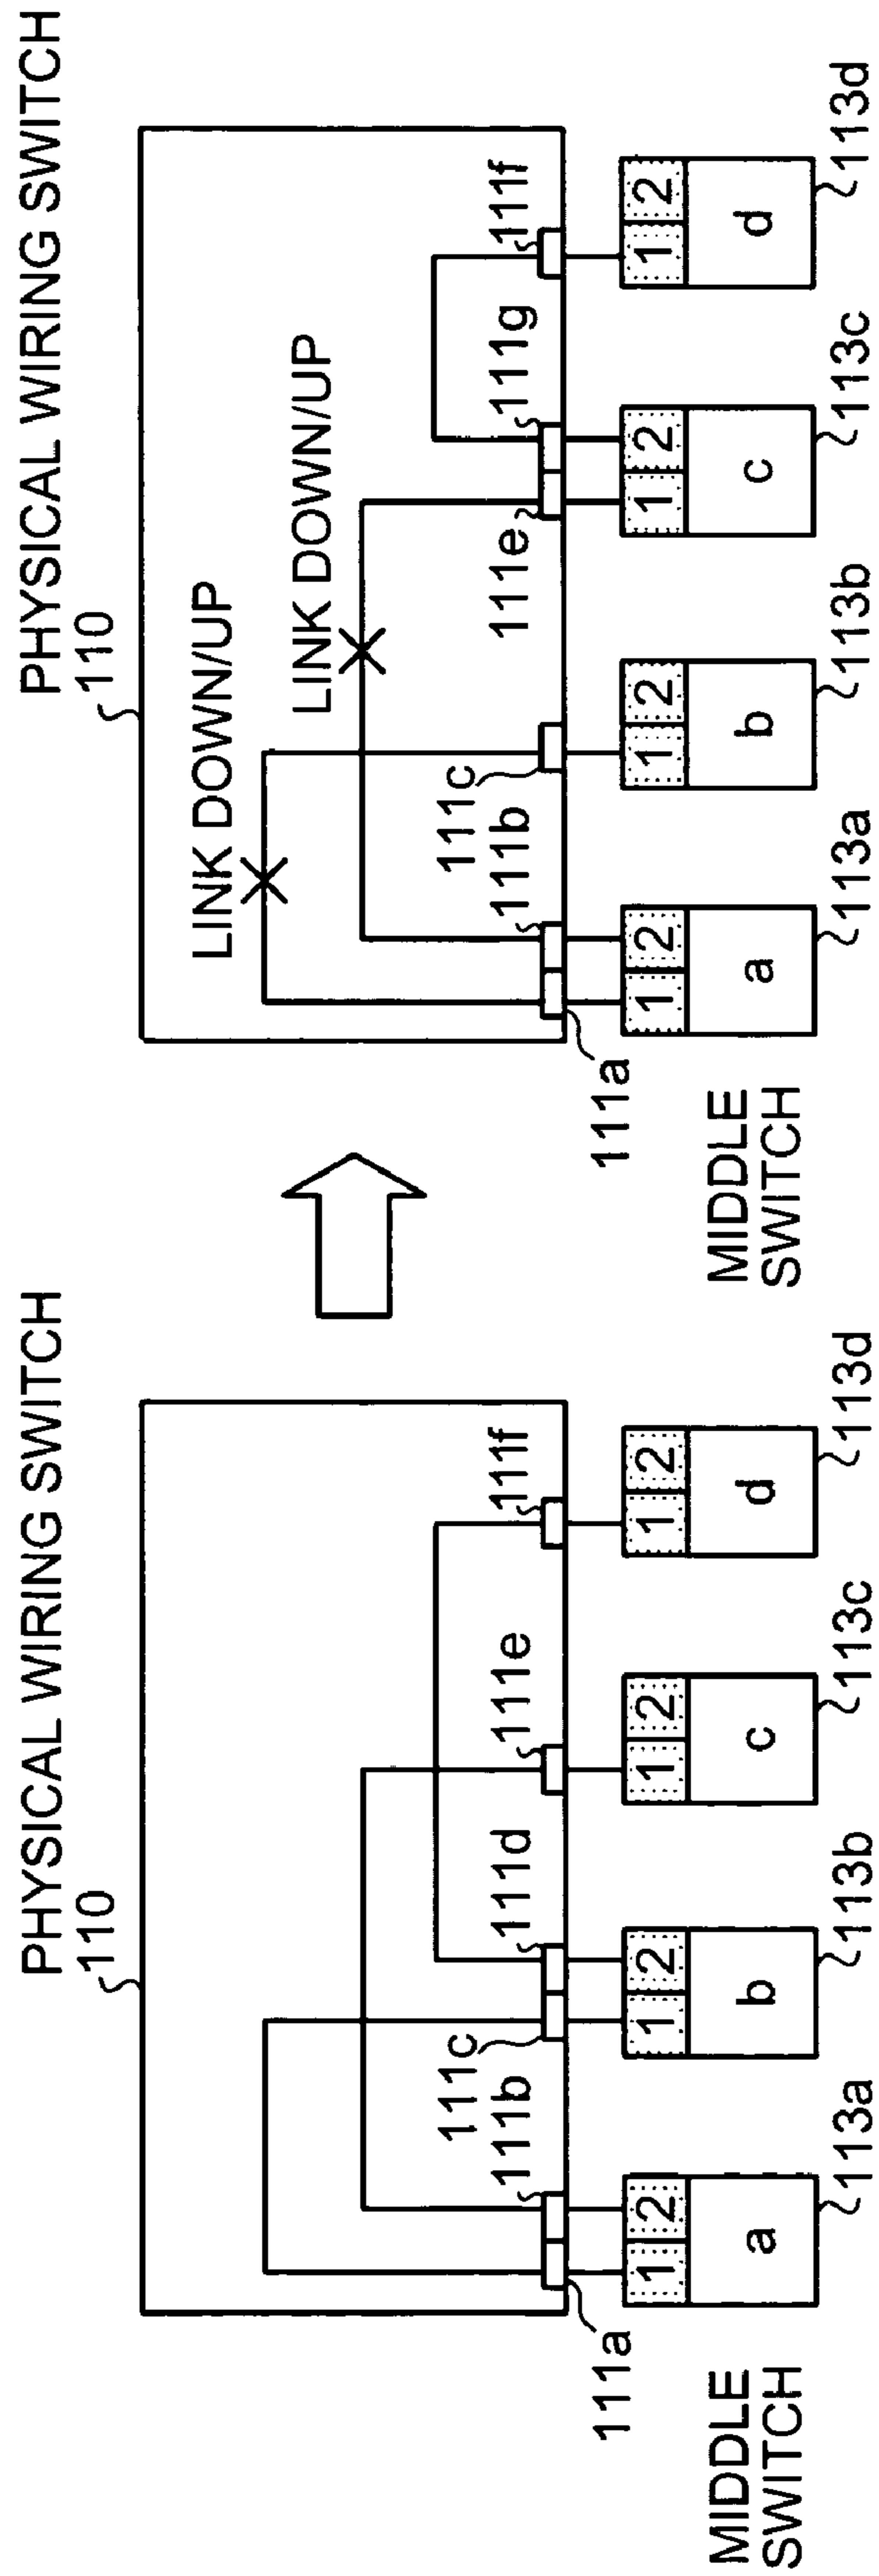 PHYSICAL WIRING SWITCH
110
111a
111b
111c
111d
111e
111f
1 2
a
1 2
b
1 2
c
1 2
d
113a
113b
113c
113d
MIDDLE
SWITCH
PHYSICAL WIRING SWITCH
110
LINK DOWN/UP
LINK DOWN/UP
111a
111b
111c
111e
111g
111f
1 2
a
1 2
b
1 2
c
1 2
d
113a
113b
113c
113d
MIDDLE
SWITCH